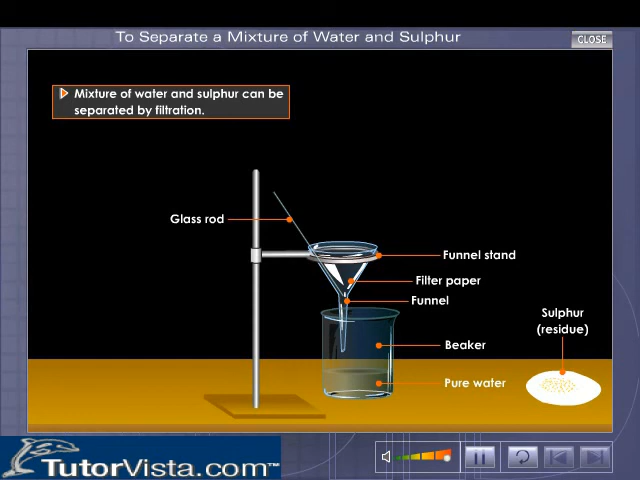 To Separate a Mixture of Water and Sulphur
CLOSE
Mixture of water and sulphur can be
separated by filtration.
Glass rod
Funnel stand
Filter paper
Funnel
Sulphur
(residue)
Beaker
Pure water
TutorVista.com™